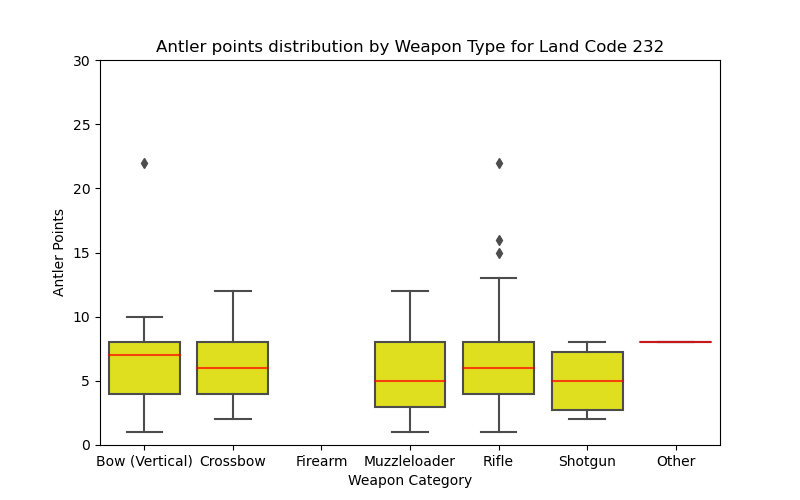 Antler points distribution by Weapon Type for Land Code 232
30
25
20
15
10
5
0
Antler Points
Bow (Vertical) Crossbow Firearm Muzzleloader Rifle Shotgun Other
Weapon Category